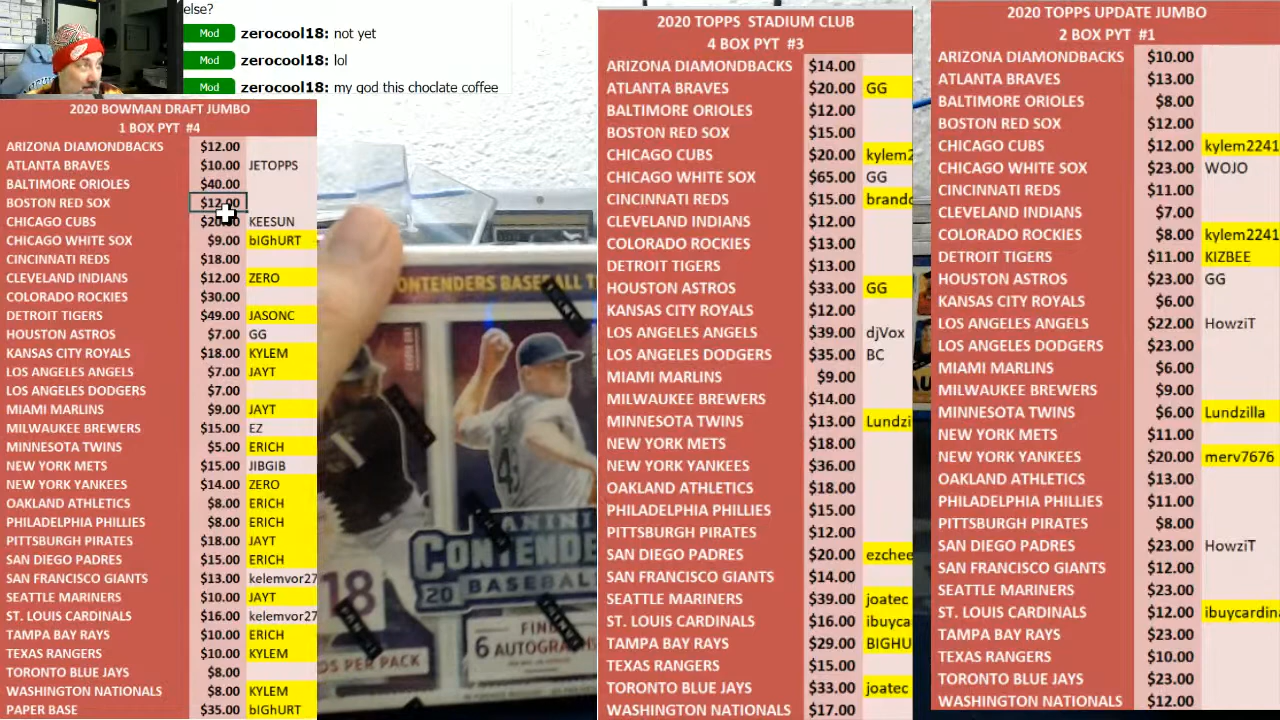 else?
Mod zerocool18: not yet
Mod zerocool18: lol
Mod zerocool18: my god this choclate coffee
2020 BOWMAN DRAFT JUMBO
1 BOX PYT #4
ARIZONA DIAMONDBACKS $12.00
ATLANTA BRAVES $10.00 JETOPPS
BALTIMORE ORIOLES $40.00
BOSTON RED SOX $12.00
CHICAGO CUBS KEESUN
CHICAGO WHITE SOX $9.00 bIGhURT
CINCINNATI REDS $18.00
CLEVELAND INDIANS $12.00 ZERO
COLORADO ROCKIES $30.00
DETROIT TIGERS $49.00 JASONC
HOUSTON ASTROS $7.00 GG
KANSAS CITY ROYALS $18.00 KYLEM
LOS ANGELES ANGELS $7.00 JAYT
LOS ANGELES DODGERS $7.00
MIAMI MARLINS $9.00 JAYT
MILWAUKEE BREWERS $15.00 EZ
MINNESOTA TWINS $5.00 ERICH
NEW YORK METS $15.00 JIBGIB
NEW YORK YANKEES $14.00 ZERO
OAKLAND ATHLETICS $8.00 ERICH
PHILADELPHIA PHILLIES $8.00 ERICH
PITTSBURGH PIRATES $18.00 JAYT
SAN DIEGO PADRES $15.00 ERICH
SAN FRANCISCO GIANTS $13.00 kelemvor27
SEATTLE MARINERS $10.00 JAYT
ST. LOUIS CARDINALS $16.00 kelemvor27
TAMPA BAY RAYS $10.00 ERICH
TEXAS RANGERS $10.00 KYLEM
TORONTO BLUE JAYS $8.00
WASHINGTON NATIONALS $8.00 KYLEM
PAPER BASE $35.00 bIGhURT
ONTENDERS BASEBALL T
PANINI
CONTENDE
20 BASEBAL
18
DS PER PACK
FIN
6 AUTOGRA
2020 TOPPS STADIUM CLUB
4 BOX PYT #3
ARIZONA DIAMONDBACKS $14.00
ATLANTA BRAVES $20.00 GG
BALTIMORE ORIOLES $12.00
BOSTON RED SOX $15.00
CHICAGO CUBS $20.00 kylem2
CHICAGO WHITE SOX $65.00 GG
CINCINNATI REDS $15.00 brando
CLEVELAND INDIANS $12.00
COLORADO ROCKIES $13.00
DETROIT TIGERS $13.00
HOUSTON ASTROS $33.00 GG
KANSAS CITY ROYALS $12.00
LOS ANGELES ANGELS $39.00 djVox
LOS ANGELES DODGERS $35.00 BC
MIAMI MARLINS $9.00
MILWAUKEE BREWERS $14.00
MINNESOTA TWINS $13.00 Lundzi
NEW YORK METS $18.00
NEW YORK YANKEES $36.00
OAKLAND ATHLETICS $18.00
PHILADELPHIA PHILLIES $15.00
PITTSBURGH PIRATES $12.00
SAN DIEGO PADRES $20.00 ezchee
SAN FRANCISCO GIANTS $14.00
SEATTLE MARINERS $39.00 joatec
ST. LOUIS CARDINALS $16.00 ibuyca
TAMPA BAY RAYS $29.00 BIGHU
TEXAS RANGERS $15.00
TORONTO BLUE JAYS $33.00 joatec
WASHINGTON NATIONALS $17.00
2020 TOPPS UPDATE JUMBO
2 BOX PYT #1
ARIZONA DIAMONDBACKS $10.00
ATLANTA BRAVES $13.00
BALTIMORE ORIOLES $8.00
BOSTON RED SOX $12.00
CHICAGO CUBS $12.00 kylem2241
CHICAGO WHITE SOX $23.00 WOJO
CINCINNATI REDS $11.00
CLEVELAND INDIANS $7.00
COLORADO ROCKIES $8.00 kylem2241
DETROIT TIGERS $11.00 KIZBEE
HOUSTON ASTROS $23.00 GG
KANSAS CITY ROYALS $6.00
LOS ANGELES ANGELS $22.00 HowziT
LOS ANGELES DODGERS $23.00
MIAMI MARLINS $6.00
MILWAUKEE BREWERS $9.00
MINNESOTA TWINS $6.00 Lundzilla
NEW YORK METS $11.00
NEW YORK YANKEES $20.00 merv7676
OAKLAND ATHLETICS $13.00
PHILADELPHIA PHILLIES $11.00
PITTSBURGH PIRATES $8.00
SAN DIEGO PADRES $23.00 HowziT
SAN FRANCISCO GIANTS $12.00
SEATTLE MARINERS $23.00
ST. LOUIS CARDINALS $12.00 ibuycardin
TAMPA BAY RAYS $23.00
TEXAS RANGERS $10.00
TORONTO BLUE JAYS $23.00
WASHINGTON NATIONALS $12.00